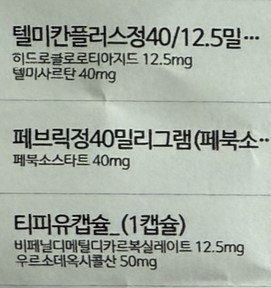 텔미칸플러스정40/12.5밀…
히드로클로로티아지드 12.5mg
텔미사르탄 40mg
페브릭정40밀리그램(페북소…
페북소스타트 40mg
티피유캡슐_(1캡슐)
비페닐디메틸디카르복실레이트 12.5mg
우르소데옥시콜산 50mg